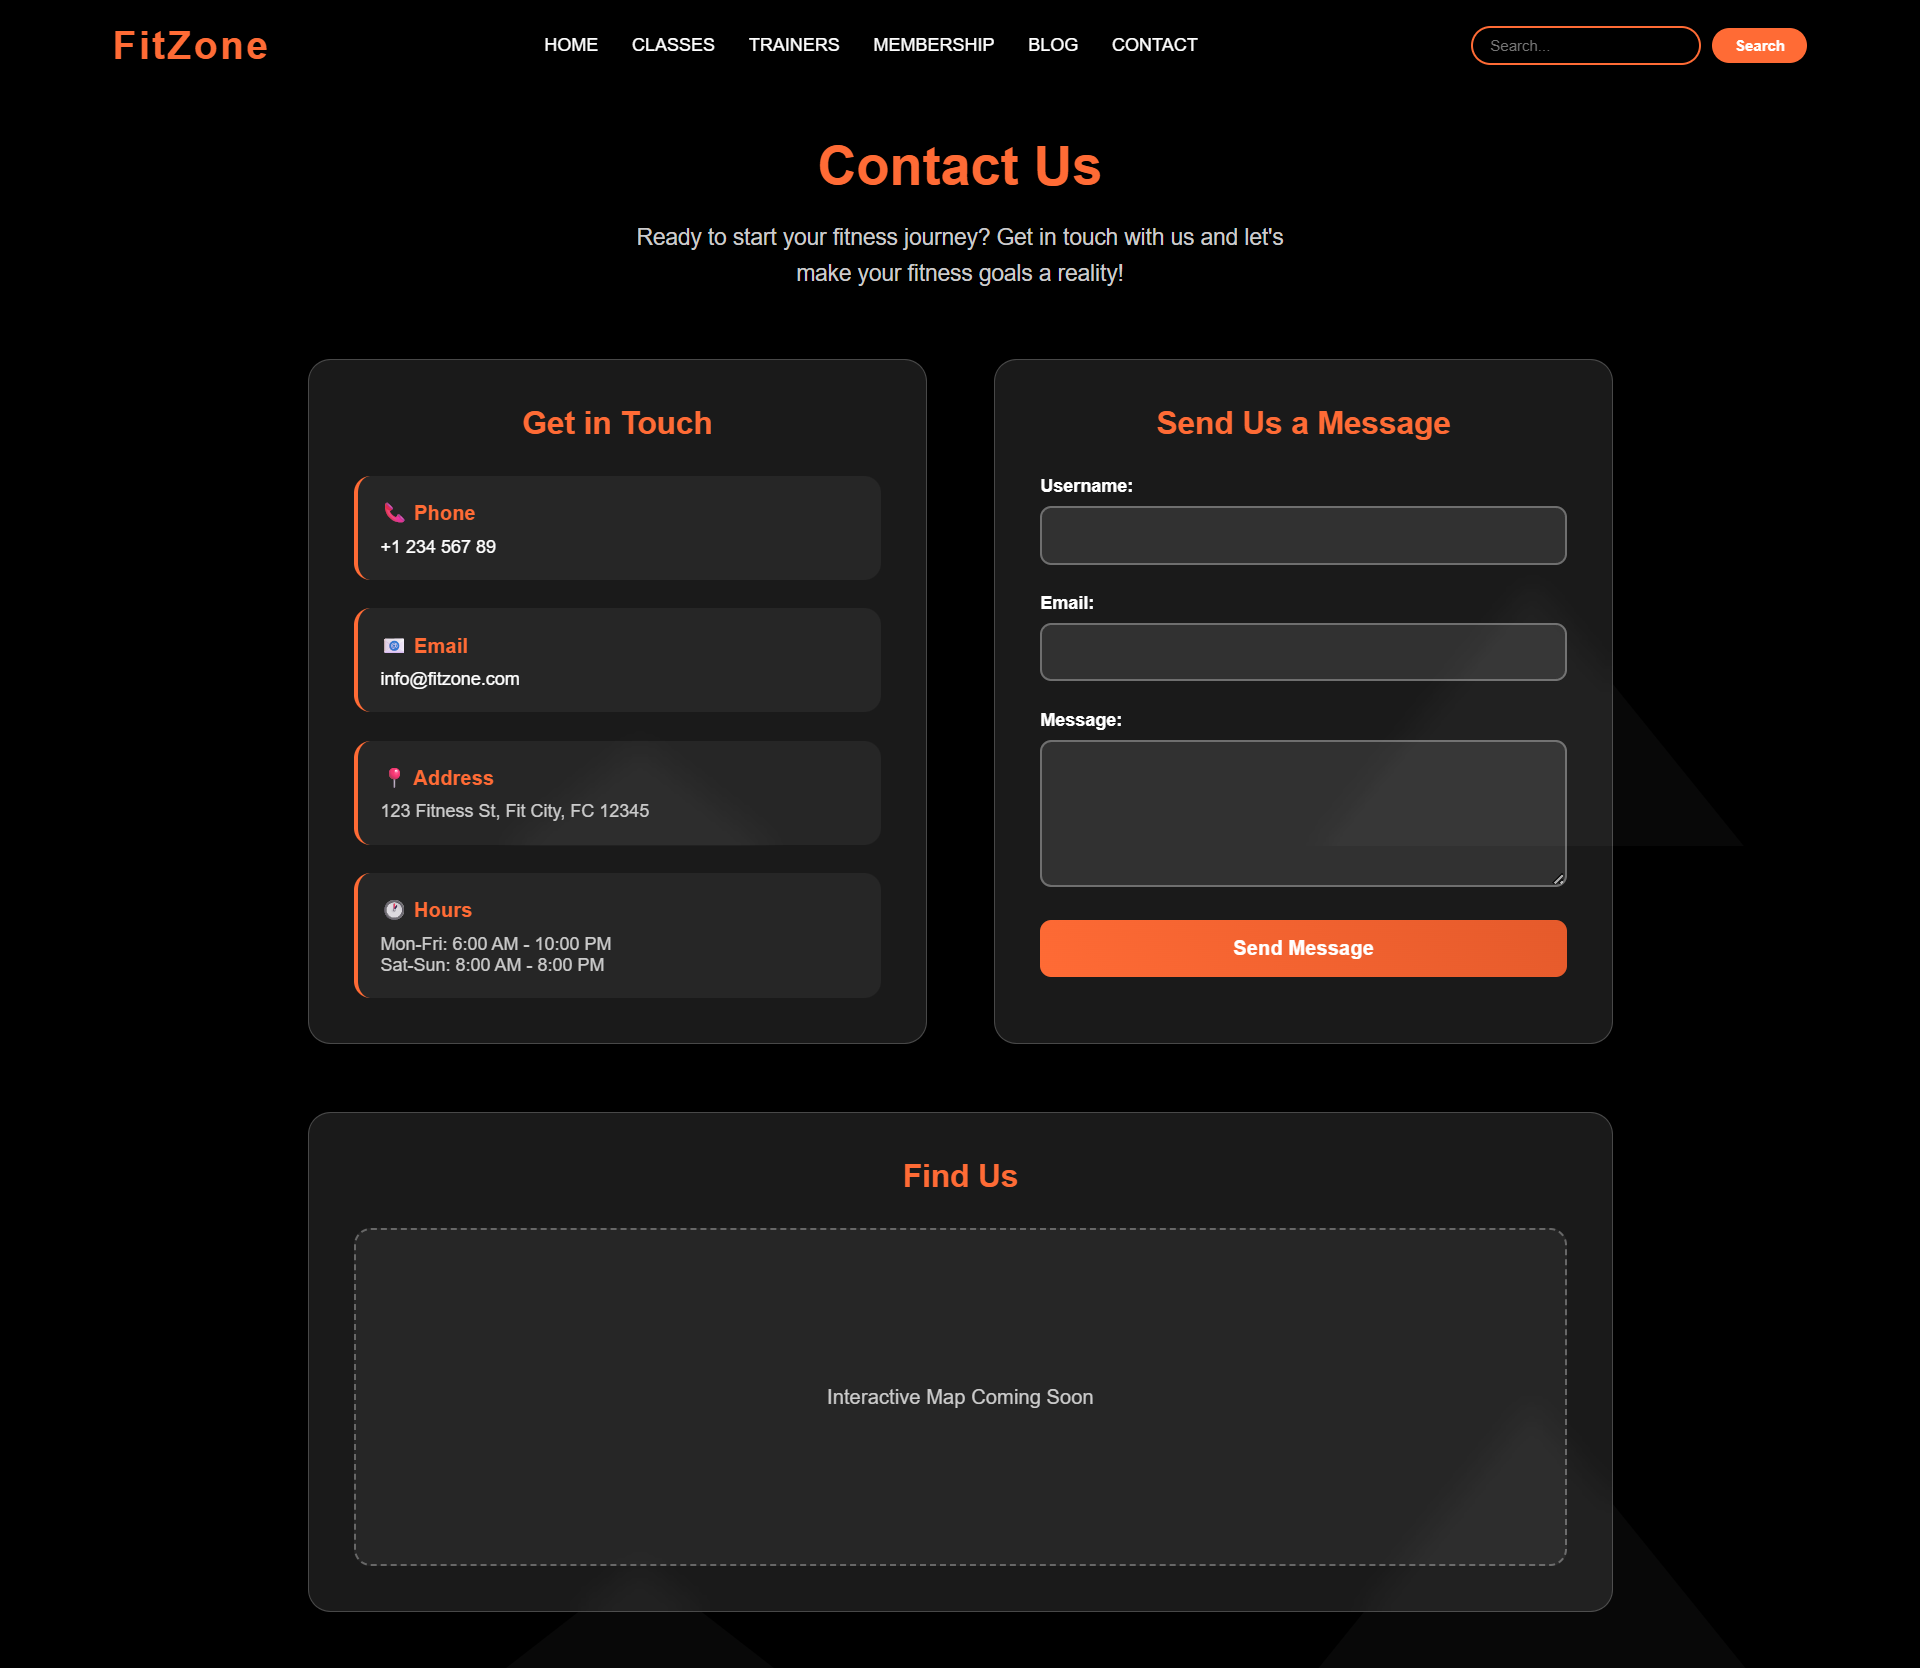 FitZone
HOME CLASSES TRAINERS MEMBERSHIP BLOG CONTACT
Search...
Search
Contact Us
Ready to start your fitness journey? Get in touch with us and let's
make your fitness goals a reality!
Get in Touch
Phone
+1 234 567 89
Email
info@fitzone.com
Address
123 Fitness St, Fit City, FC 12345
Hours
Mon-Fri: 6:00 AM - 10:00 PM
Sat-Sun: 8:00 AM - 8:00 PM
Send Us a Message
Username:
Email:
Message:
Send Message
Find Us
Interactive Map Coming Soon